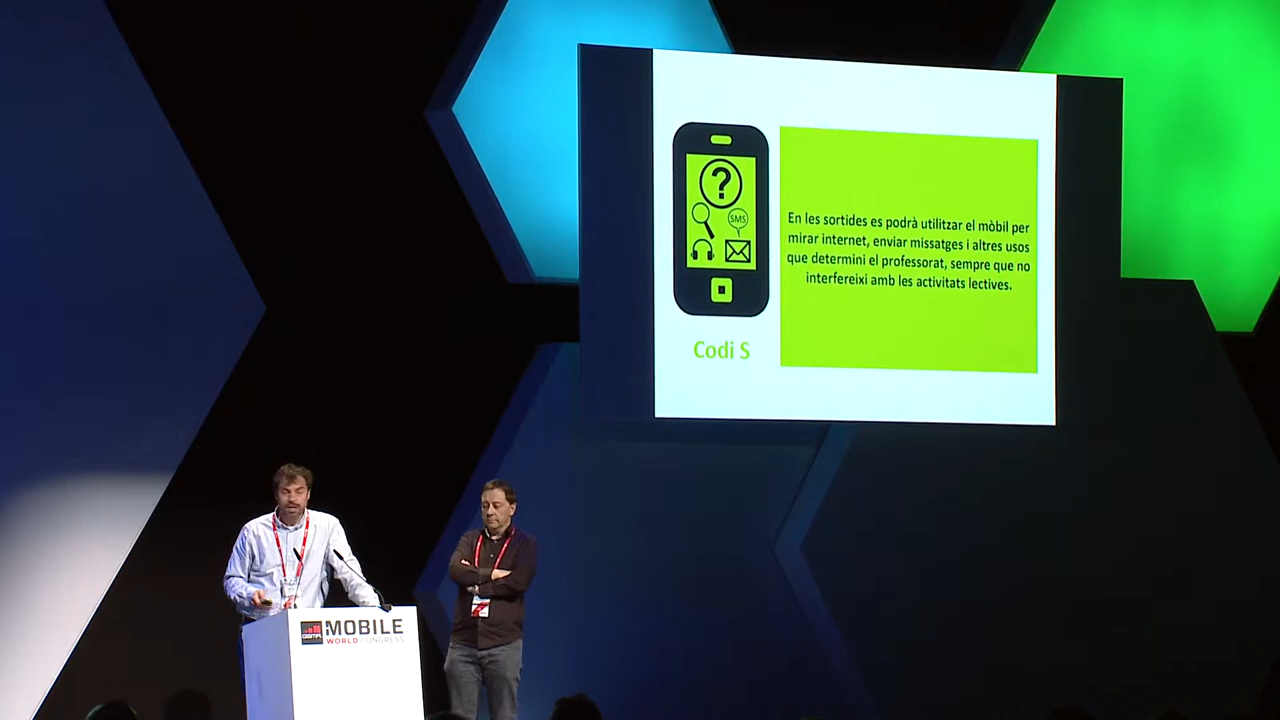 ?
SMS
En les sortides es podrà utilitzar el mòbil per
mirar internet, enviar missatges i altres usos
que determini el professorat, sempre que no
interfereixi amb les activitats lectives.
Codi S
GSMA
MOBILE
WORLD CONGRESS